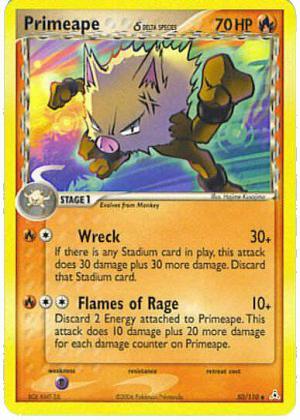 Primeape δ DELTA SPECIES 70 HP
Illus. Hajime Kusajima
STAGE 1
Evolves from Mankey
Wreck 30+
If there is any Stadium card in play, this attack
does 30 damage plus 30 more damage. Discard
that Stadium card.
Flames of Rage 10+
Discard 2 Energy attached to Primeape. This
attack does 10 damage plus 20 more damage
for each damage counter on Primeape.
weakness resistance retreat cost
©2006 Pokémon/Nintendo
50/110